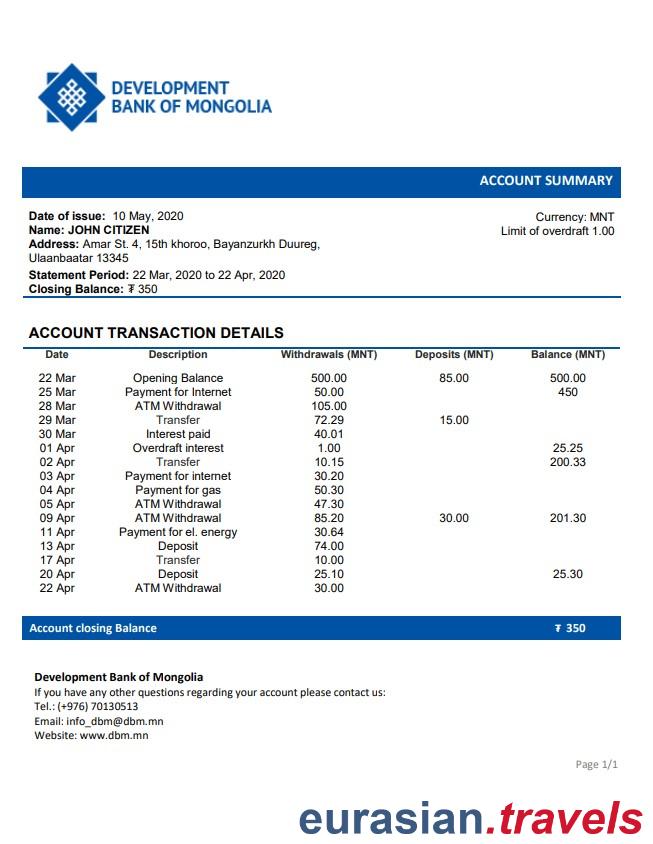 DEVELOPMENT
BANK OF MONGOLIA
ACCOUNT SUMMARY
Date of issue: 10 May, 2020
Name: JOHN CITIZEN
Address: Amar St. 4, 15th khoroo, Bayanzurkh Duureg,
Ulaanbaatar 13345
Statement Period: 22 Mar, 2020 to 22 Apr, 2020
Closing Balance: ₮ 350
Currency: MNT
Limit of overdraft 1.00
ACCOUNT TRANSACTION DETAILS
Date Description Withdrawals (MNT) Deposits (MNT) Balance (MNT)
22 Mar Opening Balance 500.00 85.00 500.00
25 Mar Payment for Internet 50.00 450
28 Mar ATM Withdrawal 105.00
29 Mar Transfer 72.29 15.00
30 Mar Interest paid 40.01
01 Apr Overdraft interest 1.00 25.25
02 Apr Transfer 10.15 200.33
03 Apr Payment for internet 30.20
04 Apr Payment for gas 50.30
05 Apr ATM Withdrawal 47.30
09 Apr ATM Withdrawal 85.20 30.00 201.30
11 Apr Payment for el. energy 30.64
13 Apr Deposit 74.00
17 Apr Transfer 10.00
20 Apr Deposit 25.10 25.30
22 Apr ATM Withdrawal 30.00
Account closing Balance ₮ 350
Development Bank of Mongolia
If you have any other questions regarding your account please contact us:
Tel.: (+976) 70130513
Email: info_dbm@dbm.mn
Website: www.dbm.mn
Page 1/1
eurasian.travels